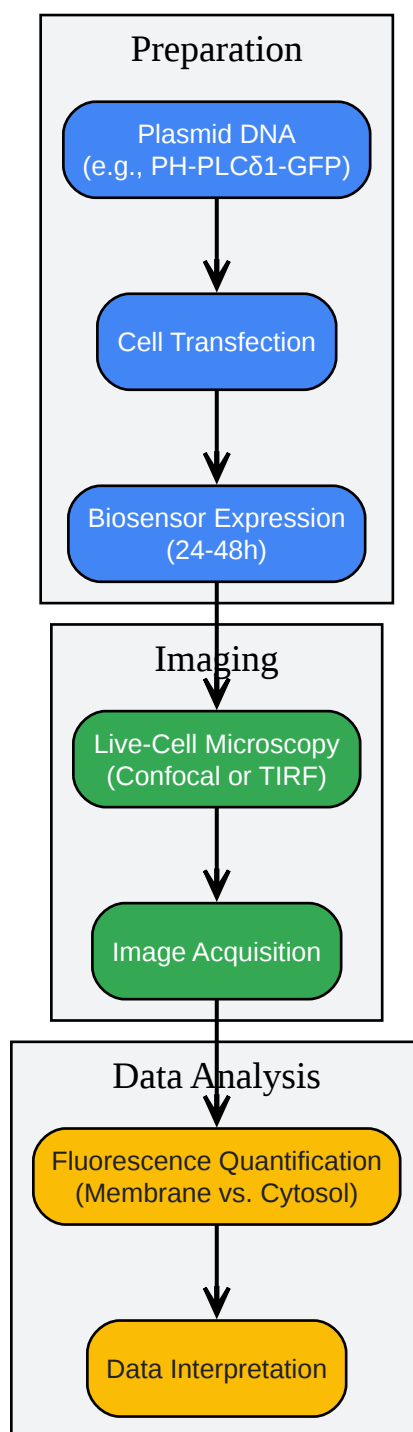 Preparation
Plasmid DNA
(e.g., PH-PLCδ1-GFP)
Cell Transfection
Biosensor Expression
(24-48h)
Imaging
Live-Cell Microscopy
(Confocal or TIRF)
Image Acquisition
Data Analysis
Fluorescence Quantification
(Membrane vs. Cytosol)
Data Interpretation